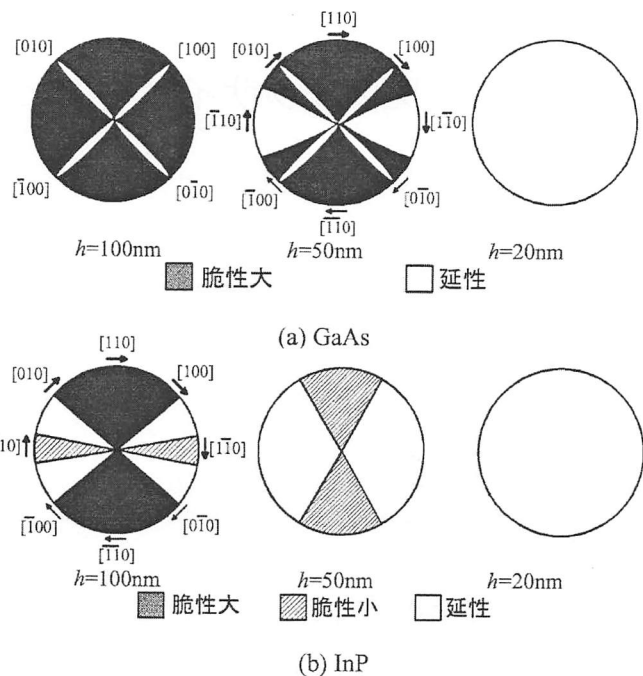 [110]
[010] [100] [010] [100]
[1̄10] [11̄0]
[1̄00] [01̄0] [1̄00] [01̄0]
[1̄1̄0]
h=100nm h=50nm h=20nm
脆性大 延性
(a) GaAs
[110]
[010] [100]
10] [11̄0]
[1̄00] [01̄0]
[1̄1̄0]
h=100nm h=50nm h=20nm
脆性大 脆性小 延性
(b) InP